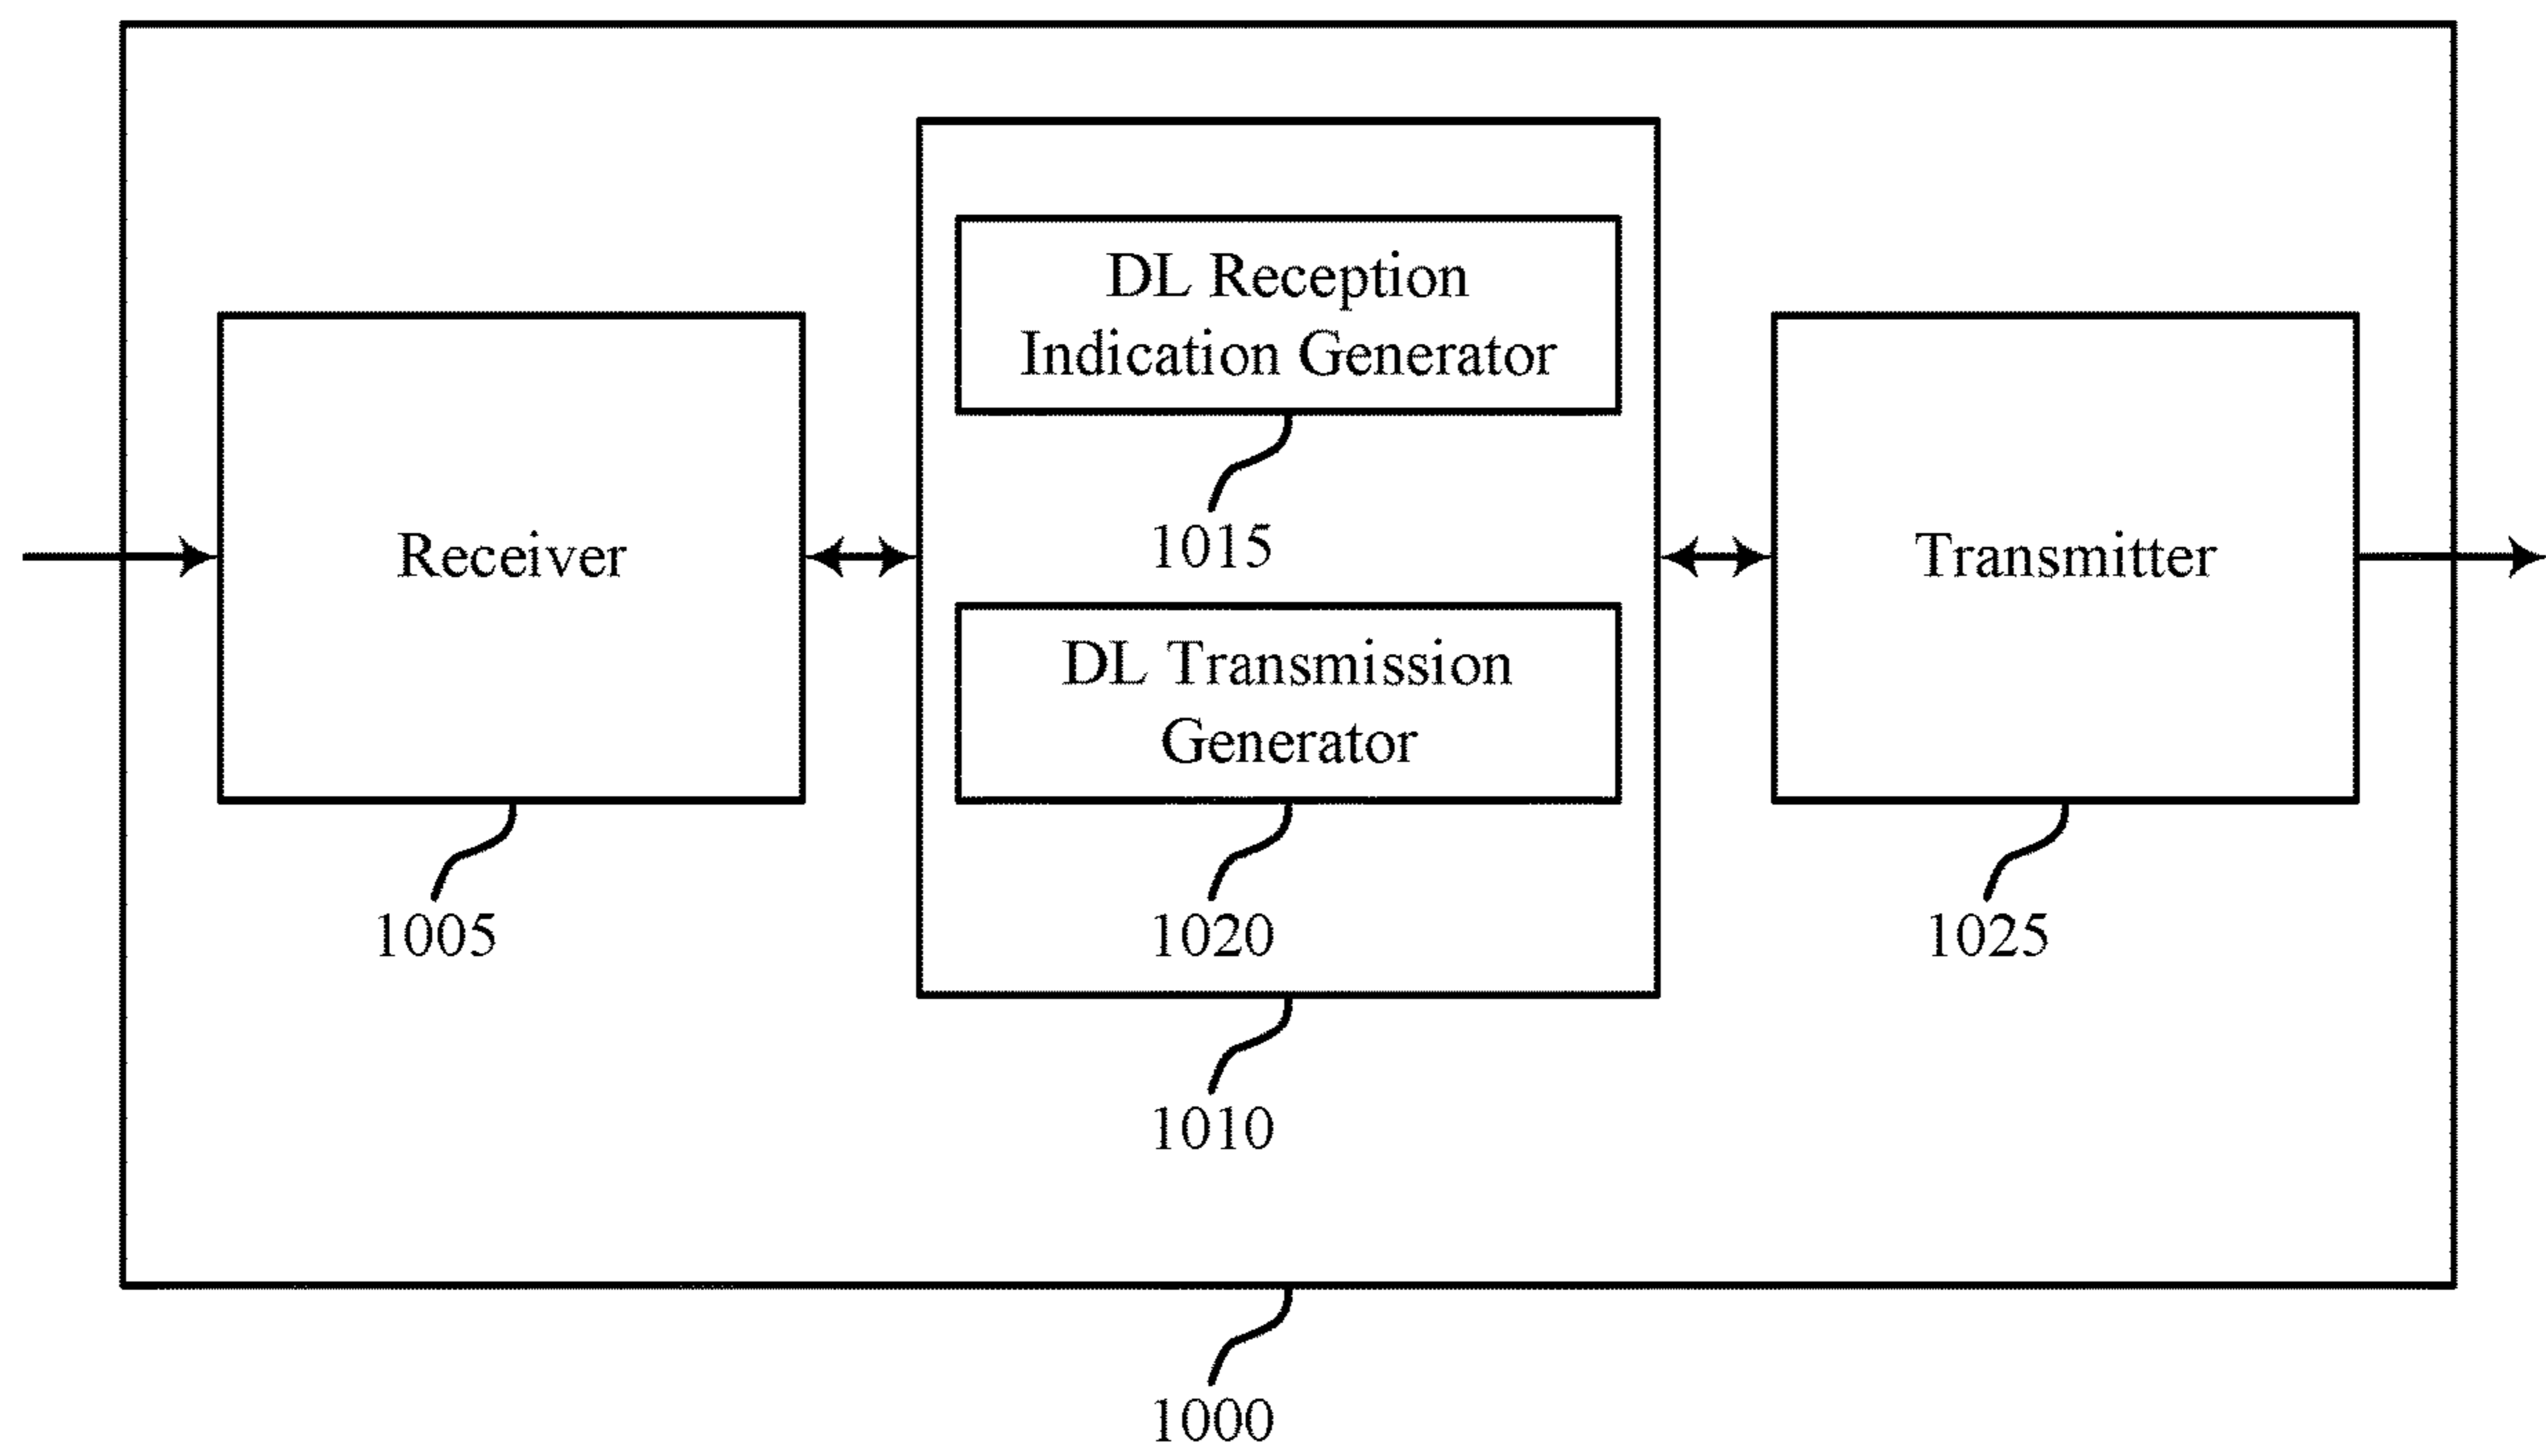 DL Reception
Indication Generator
1015
Receiver
Transmitter
DL Transmission
Generator
1005
1020
1025
1010
1000